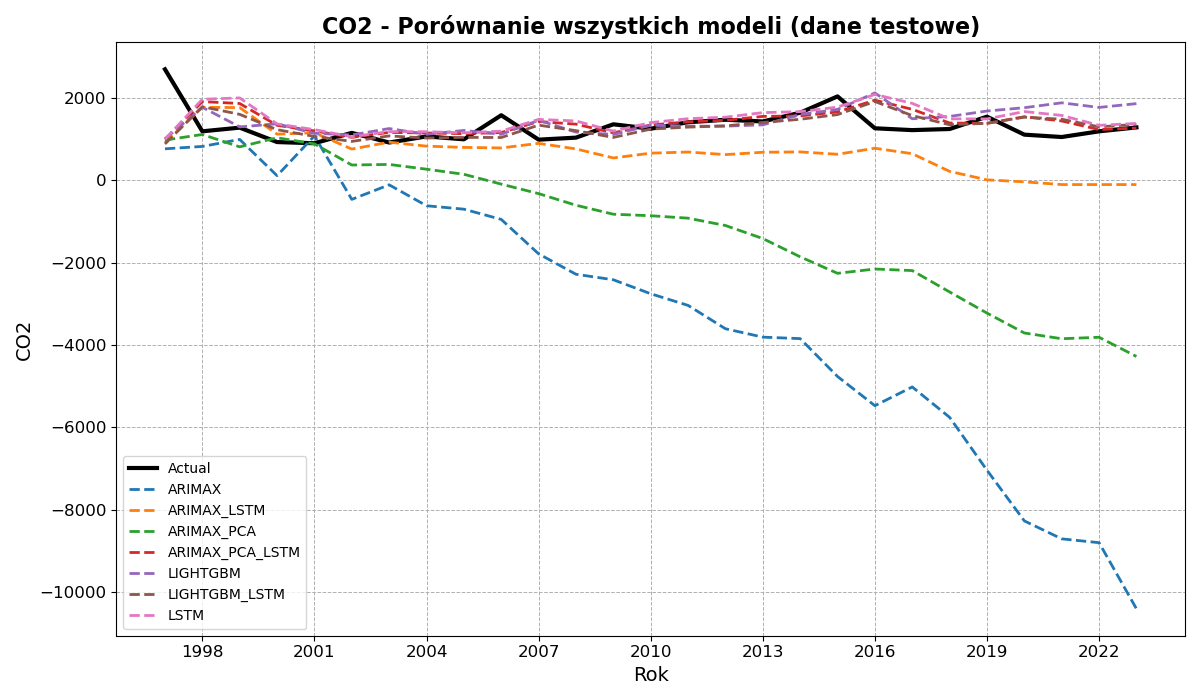 CO2 - Porównanie wszystkich modeli (dane testowe)
CO2
2000
0
−2000
−4000
−6000
−8000
−10000
Actual
ARIMAX
ARIMAX_LSTM
ARIMAX_PCA
ARIMAX_PCA_LSTM
LIGHTGBM
LIGHTGBM_LSTM
LSTM
1998 2001 2004 2007 2010 2013 2016 2019 2022
Rok